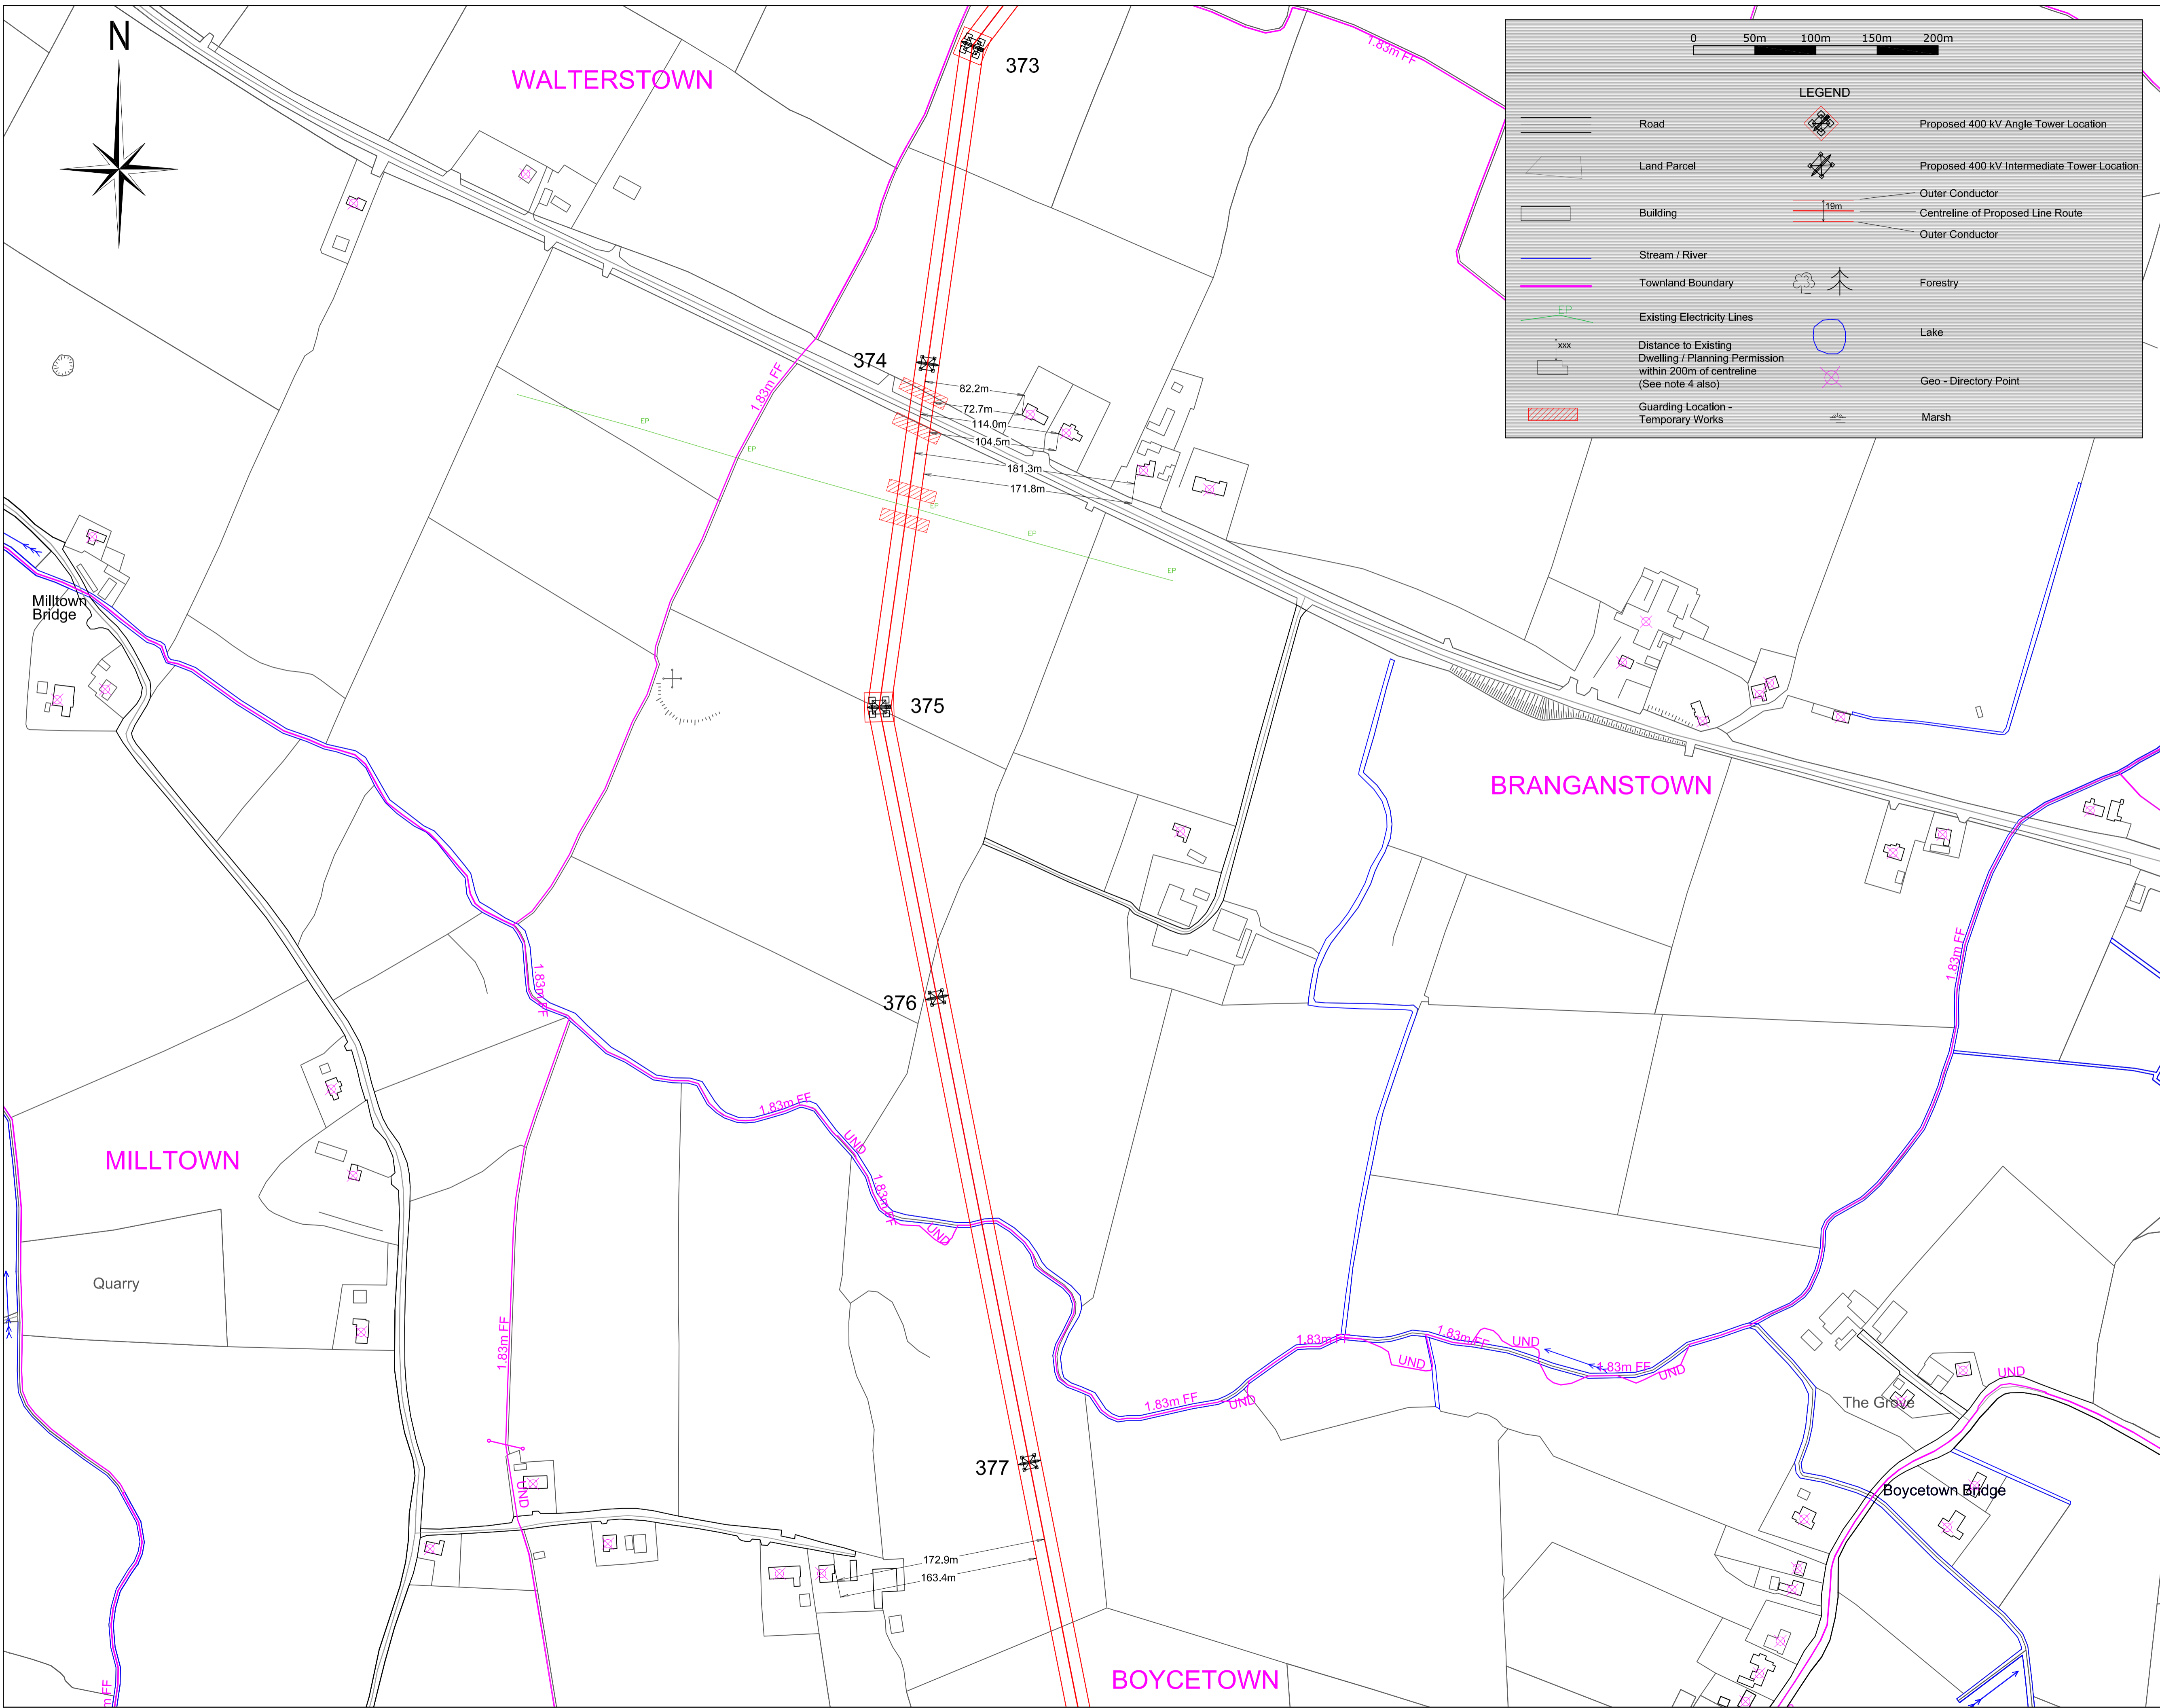 N
WALTERSTOWN
373
1.83m FF
0 50m 100m 150m 200m
LEGEND
Road
Proposed 400 kV Angle Tower Location
Land Parcel
Proposed 400 kV Intermediate Tower Location
Outer Conductor
19m
Building
Centreline of Proposed Line Route
Outer Conductor
Stream / River
Townland Boundary
Forestry
EP
Existing Electricity Lines
Lake
xxx
Distance to Existing
Dwelling / Planning Permission
within 200m of centreline
(See note 4 also)
Geo - Directory Point
Guarding Location -
Temporary Works
Marsh
374
1.83m FF
82.2m
72.7m
114.0m
104.5m
181.3m
171.8m
EP
EP
EP
EP
EP
Milltown
Bridge
375
BRANGANSTOWN
1.83m FF
1.83m FF
376
1.83m FF
UND
1.83m FF
UND
MILLTOWN
Quarry
1.83m FF
1.83m FF
1.83m FF
UND
UND
1.83m FF
UND
UND
1.83m FF
UND
The Grove
UND
377
UND
Boycetown Bridge
172.9m
163.4m
BOYCETOWN
m FF